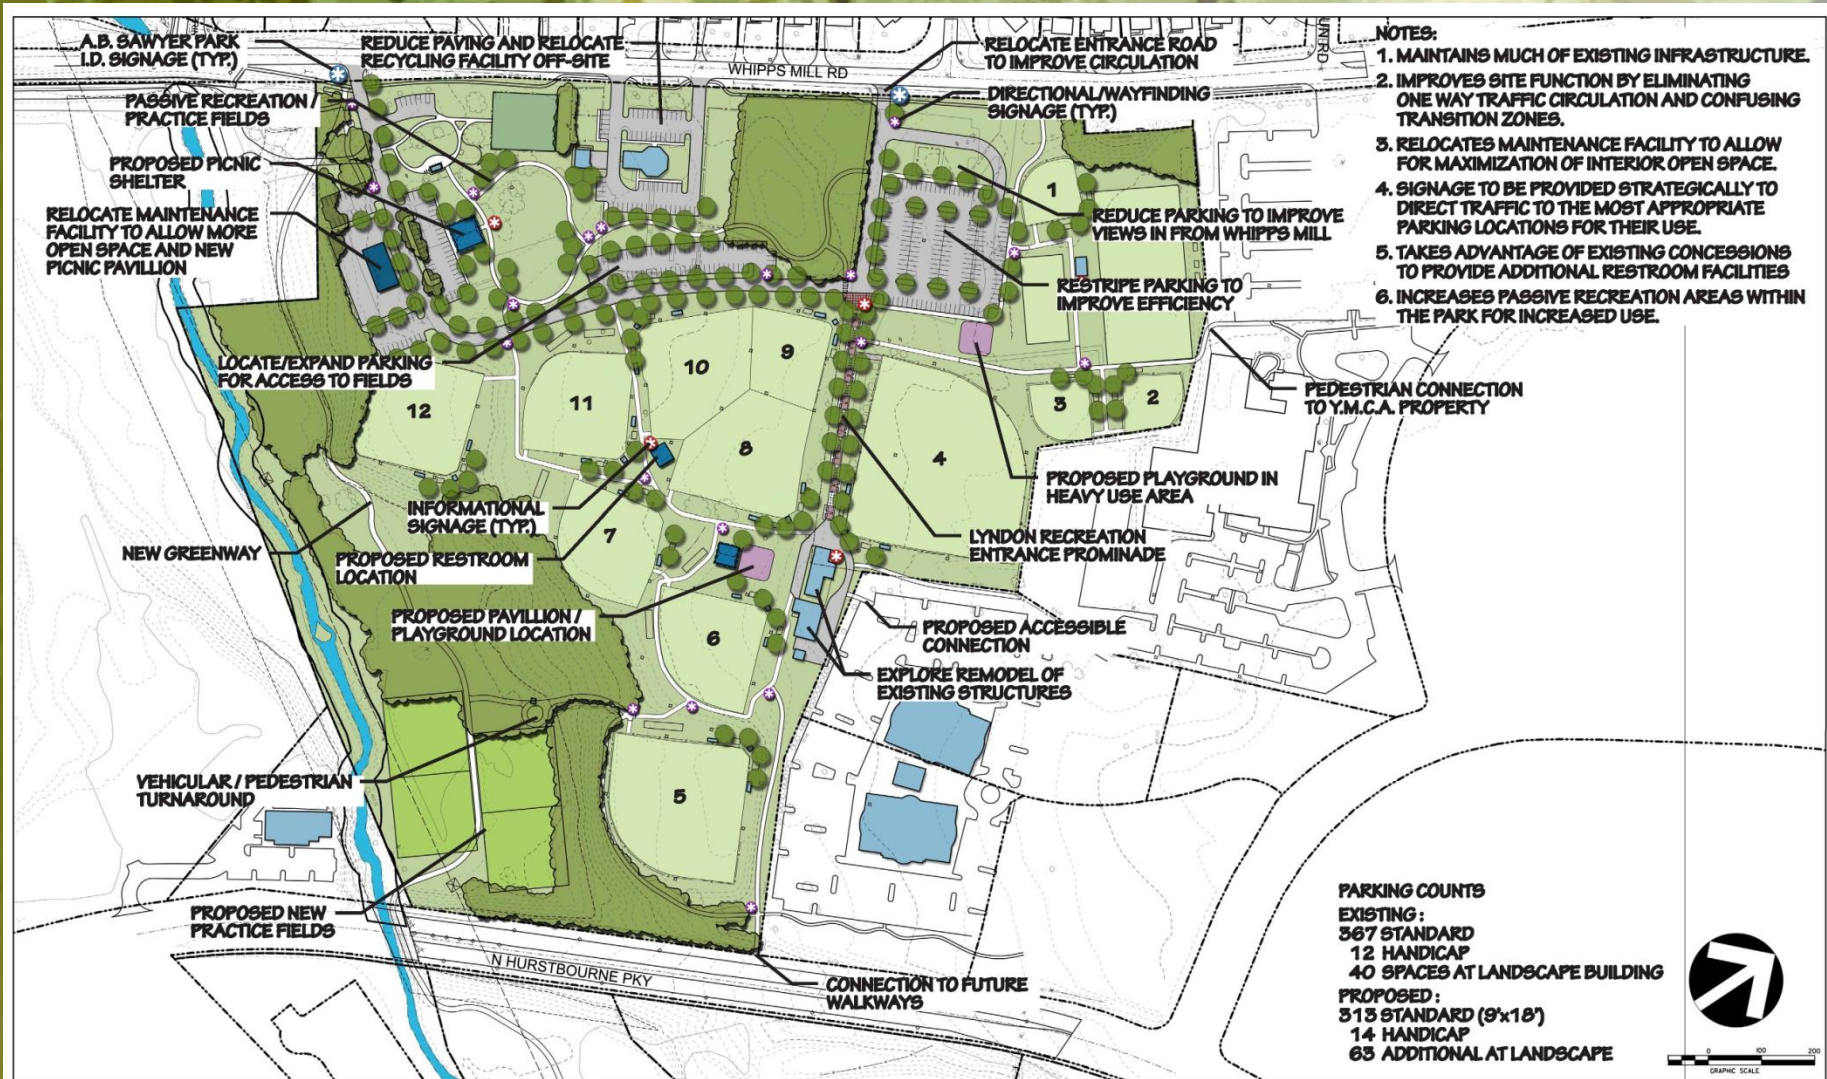 A.B. SAWYER PARK
I.D. SIGNAGE (TYP.)
REDUCE PAVING AND RELOCATE
RECYCLING FACILITY OFF-SITE
WHIPPS MILL RD
RELOCATE ENTRANCE ROAD
TO IMPROVE CIRCULATION
DIRECTIONAL/WAYFINDING
SIGNAGE (TYP.)
PASSIVE RECREATION /
PRACTICE FIELDS
PROPOSED PICNIC
SHELTER
RELOCATE MAINTENANCE
FACILITY TO ALLOW MORE
OPEN SPACE AND NEW
PICNIC PAVILLION
REDUCE PARKING TO IMPROVE
VIEWS IN FROM WHIPPS MILL
RESTRIPE PARKING TO
IMPROVE EFFICIENCY
LOCATE/EXPAND PARKING
FOR ACCESS TO FIELDS
PEDESTRIAN CONNECTION
TO Y.M.C.A. PROPERTY
1
2
3
4
5
6
7
8
9
10
11
12
INFORMATIONAL
SIGNAGE (TYP.)
PROPOSED PLAYGROUND IN
HEAVY USE AREA
LYNDON RECREATION
ENTRANCE PROMINADE
NEW GREENWAY
PROPOSED RESTROOM
LOCATION
PROPOSED PAVILLION /
PLAYGROUND LOCATION
PROPOSED ACCESSIBLE
CONNECTION
EXPLORE REMODEL OF
EXISTING STRUCTURES
VEHICULAR / PEDESTRIAN
TURNAROUND
PROPOSED NEW
PRACTICE FIELDS
N HURSTBOURNE PKY
CONNECTION TO FUTURE
WALKWAYS
NOTES:
1. MAINTAINS MUCH OF EXISTING INFRASTRUCTURE.
2. IMPROVES SITE FUNCTION BY ELIMINATING
ONE WAY TRAFFIC CIRCULATION AND CONFUSING
TRANSITION ZONES.
3. RELOCATES MAINTENANCE FACILITY TO ALLOW
FOR MAXIMIZATION OF INTERIOR OPEN SPACE.
4. SIGNAGE TO BE PROVIDED STRATEGICALLY TO
DIRECT TRAFFIC TO THE MOST APPROPRIATE
PARKING LOCATIONS FOR THEIR USE.
5. TAKES ADVANTAGE OF EXISTING CONCESSIONS
TO PROVIDE ADDITIONAL RESTROOM FACILITIES
6. INCREASES PASSIVE RECREATION AREAS WITHIN
THE PARK FOR INCREASED USE.
PARKING COUNTS
EXISTING :
367 STANDARD
12 HANDICAP
40 SPACES AT LANDSCAPE BUILDING
PROPOSED :
313 STANDARD (9'x18')
14 HANDICAP
63 ADDITIONAL AT LANDSCAPE
0 100 200
GRAPHIC SCALE